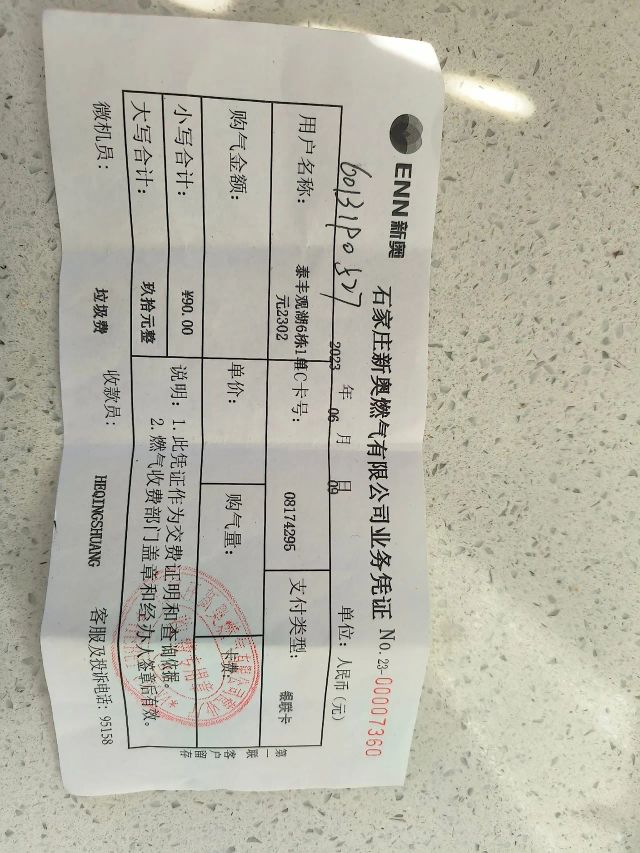 ENN新奥 石家庄新奥燃气有限公司业务凭证 No. 23-00007360
2023 年 06 月 日 09 单位：人民币（元）
用户名称： 泰丰观湖6栋1单元2302 IC卡号： 08174295 支付类型： 银联卡
购气金额： 单价： 购气量： 卡费：
小写合计： ¥90.00
大写合计： 玖拾元整
说明：1.此凭证作为交费证明和查询依据。
2.燃气收费部门盖章和经办人签章后有效。
微机员： 垃圾费 收款员： HEQINGSHUANG 客服及投诉电话：95158
第一联 客户留存